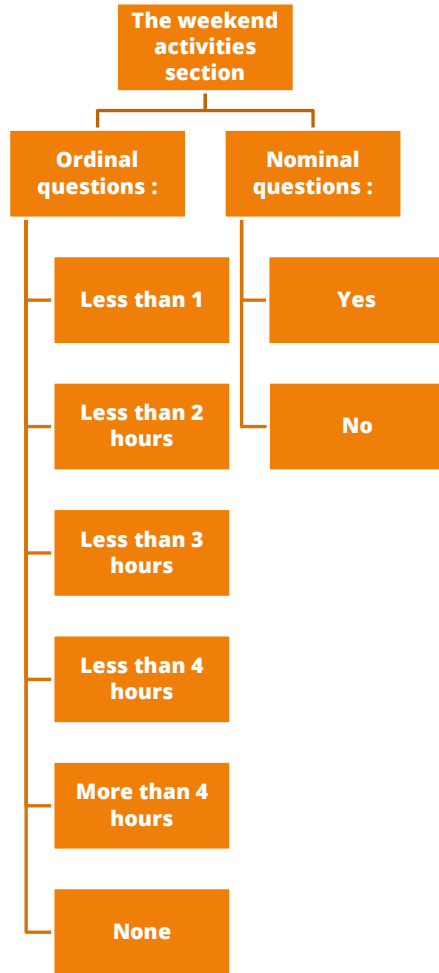 The weekend
activities
section
Ordinal
questions :
Nominal
questions :
Less than 1
Yes
Less than 2
hours
No
Less than 3
hours
Less than 4
hours
More than 4
hours
None